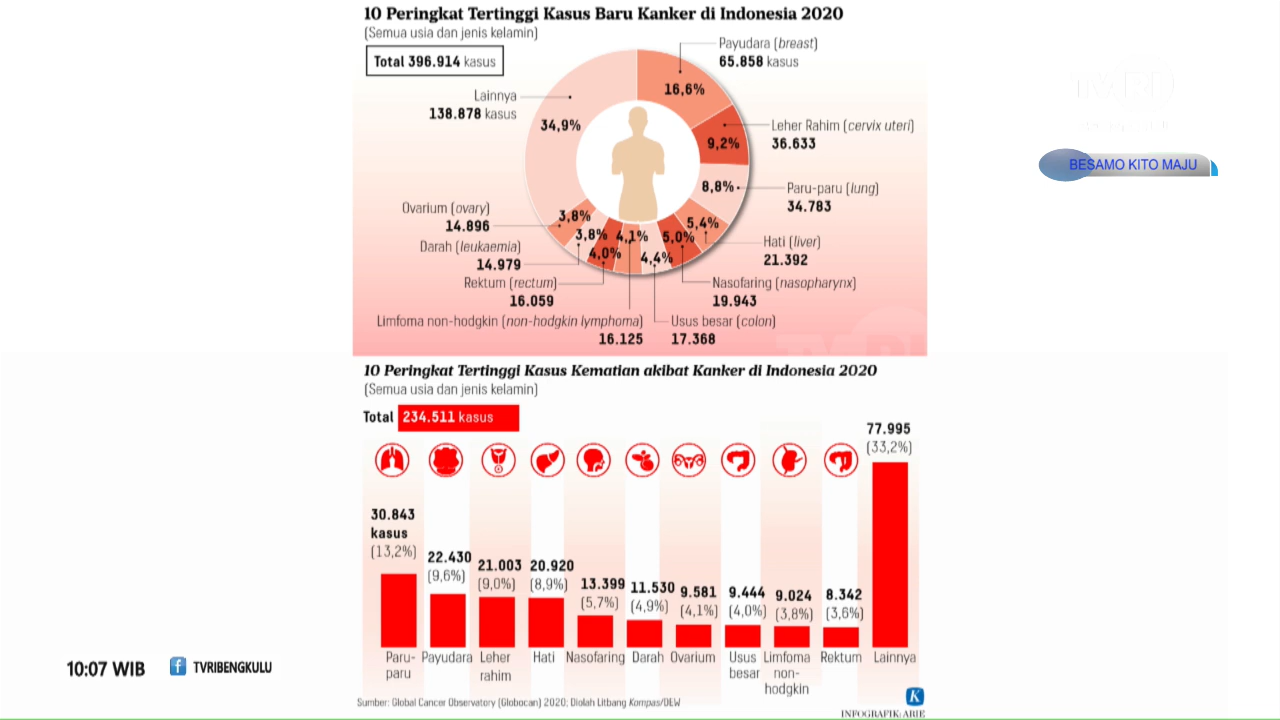 10 Peringkat Tertinggi Kasus Baru Kanker di Indonesia 2020
(Semua usia dan jenis kelamin)
Total 396.914 kasus
Payudara (breast)
65.858 kasus
16,6%
Leher Rahim (cervix uteri)
36.633
9,2%
Paru-paru (lung)
34.783
8,8%
Hati (liver)
21.392
5,4%
Nasofaring (nasopharynx)
19.943
5,0%
Usus besar (colon)
17.368
4,4%
Limfoma non-hodgkin (non-hodgkin lymphoma)
16.125
4,1%
Rektum (rectum)
16.059
4,0%
Darah (leukaemia)
14.979
3,8%
Ovarium (ovary)
14.896
3,8%
Lainnya
138.878 kasus
34,9%
BESAMO KITO MAJU
10 Peringkat Tertinggi Kasus Kematian akibat Kanker di Indonesia 2020
(Semua usia dan jenis kelamin)
Total 234.511 kasus
30.843
kasus
(13,2%)
Paru-
paru
22.430
(9,6%)
Payudara
21.003
(9,0%)
Leher
rahim
20.920
(8,9%)
Hati
13.399
(5,7%)
Nasofaring
11.530
(4,9%)
Darah
9.581
(4,1%)
Ovarium
9.444
(4,0%)
Usus
besar
9.024
(3,8%)
Limfoma
non-
hodgkin
8.342
(3,6%)
Rektum
77.995
(33,2%)
Lainnya
Sumber: Global Cancer Observatory (Globocan) 2020; Diolah Litbang Kompas/DEW
K
INFOGRAFIK: ARIE
10:07 WIB
f TVRIBENGKULU